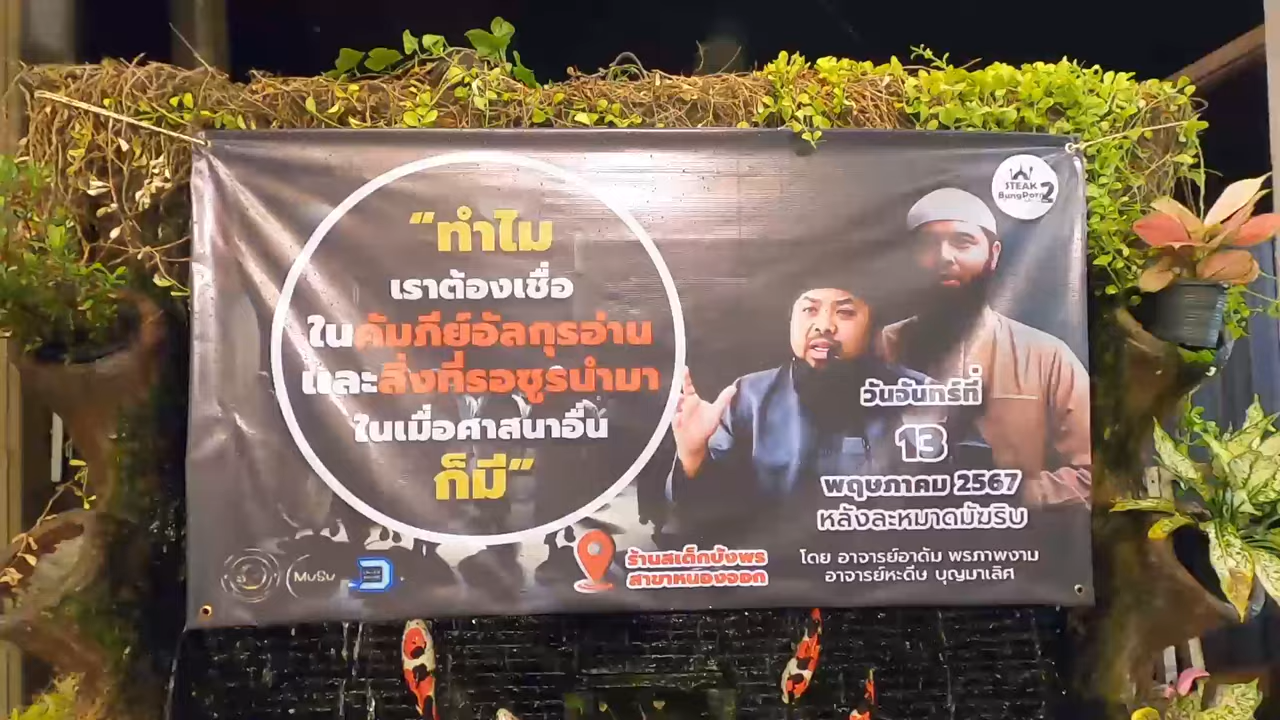 “ทำไม
เราต้องเชื่อ
ในคัมภีย์อัลกุรอ่าน
และสิ่งที่รอซูรนำมา
ในเมื่อศาสนาอื่น
ก็มี”
STEAK
BungPorn 2
วันจันทร์ที่
13
พฤษภาคม 2567
หลังละหมาดมัฆริบ
โดย อาจารย์อาดัม พรภาพงาม
อาจารย์หะดีษ บุญมาเลิศ
ร้านสเต็กบังพร
สาขาหนองจอก
MuSu